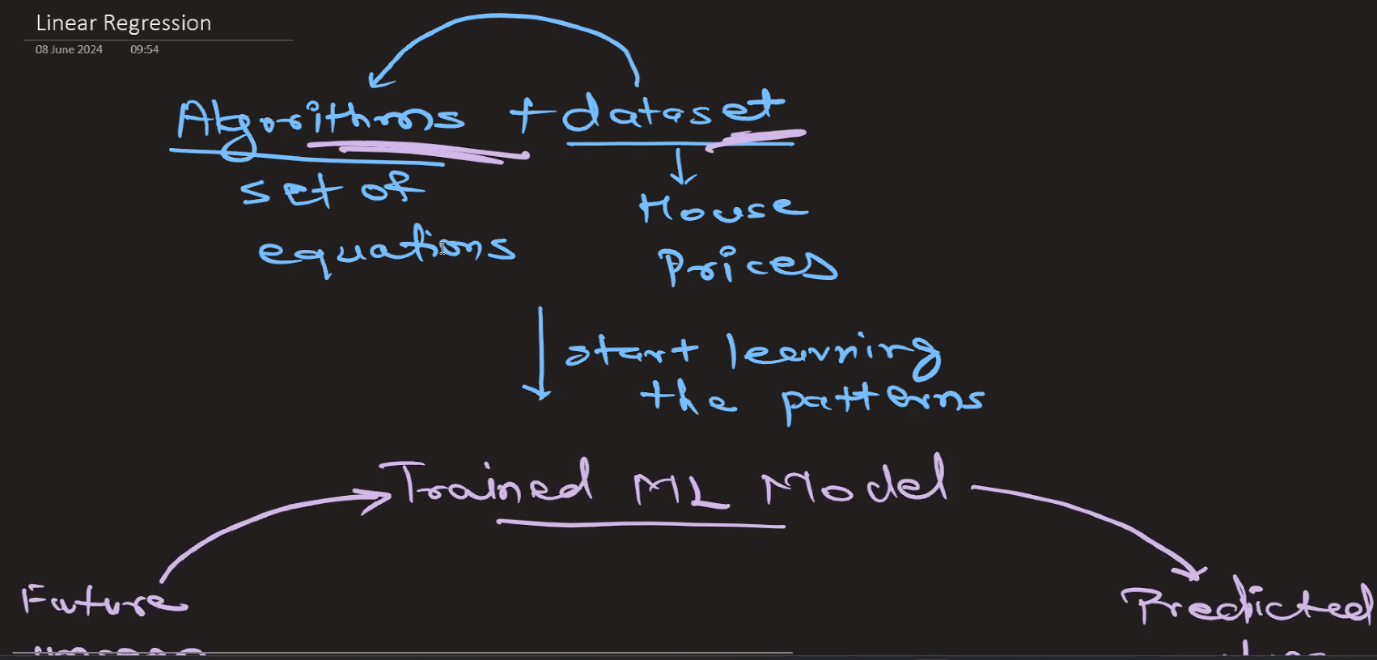 Linear Regression
08 June 2024 09:54
Algorithms + dataset
set of
equations
House
Prices
start learning
the patterns
Trained ML Model
Future
Predicted